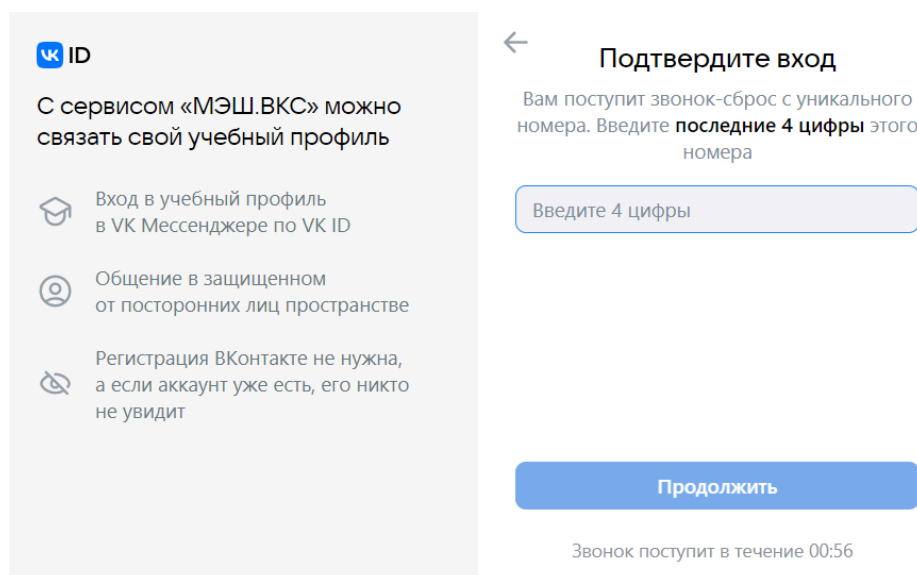 VK ID
С сервисом «МЭШ.ВКС» можно
связать свой учебный профиль
Вход в учебный профиль
в VK Мессенджере по VK ID
Общение в защищенном
от посторонних лиц пространстве
Регистрация ВКонтакте не нужна,
а если аккаунт уже есть, его никто
не увидит
Подтвердите вход
Вам поступит звонок-сброс с уникального
номера. Введите последние 4 цифры этого
номера
Введите 4 цифры
Продолжить
Звонок поступит в течение 00:56